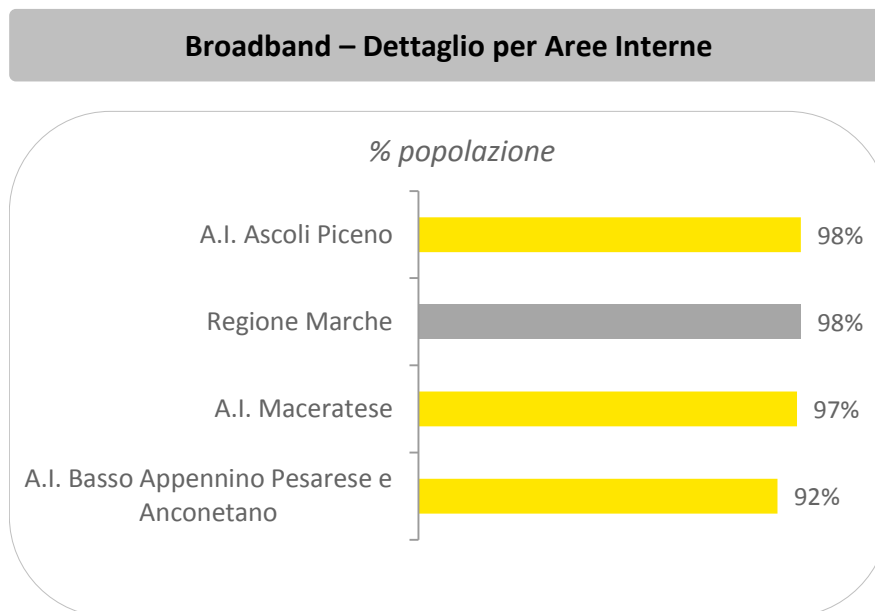 Broadband – Dettaglio per Aree Interne
% popolazione
A.I. Ascoli Piceno 98%
Regione Marche 98%
A.I. Maceratese 97%
A.I. Basso Appennino Pesarese e
Anconetano 92%